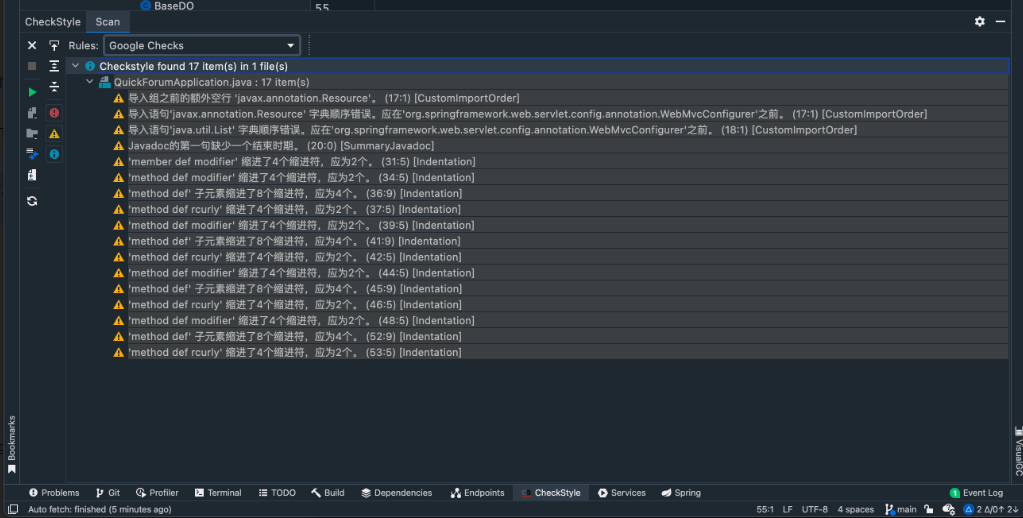 BaseDO
55
CheckStyle Scan
Rules: Google Checks
Checkstyle found 17 item(s) in 1 file(s)
QuickForumApplication.java : 17 item(s)
导入组之前的额外空行 'javax.annotation.Resource'。 (17:1) [CustomImportOrder]
导入语句'javax.annotation.Resource' 字典顺序错误。应在'org.springframework.web.servlet.config.annotation.WebMvcConfigurer'之前。 (17:1) [CustomImportOrder]
导入语句'java.util.List' 字典顺序错误。应在'org.springframework.web.servlet.config.annotation.WebMvcConfigurer'之前。 (18:1) [CustomImportOrder]
Javadoc的第一句缺少一个结束时期。 (20:0) [SummaryJavadoc]
'member def modifier' 缩进了4个缩进符，应为2个。 (31:5) [Indentation]
'method def modifier' 缩进了4个缩进符，应为2个。 (34:5) [Indentation]
'method def' 子元素缩进了8个缩进符，应为4个。 (36:9) [Indentation]
'method def rcurly' 缩进了4个缩进符，应为2个。 (37:5) [Indentation]
'method def modifier' 缩进了4个缩进符，应为2个。 (39:5) [Indentation]
'method def' 子元素缩进了8个缩进符，应为4个。 (41:9) [Indentation]
'method def rcurly' 缩进了4个缩进符，应为2个。 (42:5) [Indentation]
'method def modifier' 缩进了4个缩进符，应为2个。 (44:5) [Indentation]
'method def' 子元素缩进了8个缩进符，应为4个。 (45:9) [Indentation]
'method def rcurly' 缩进了4个缩进符，应为2个。 (46:5) [Indentation]
'method def modifier' 缩进了4个缩进符，应为2个。 (48:5) [Indentation]
'method def' 子元素缩进了8个缩进符，应为4个。 (52:9) [Indentation]
'method def rcurly' 缩进了4个缩进符，应为2个。 (53:5) [Indentation]
Bookmarks
VisualGC
Problems Git Profiler Terminal TODO Build Dependencies Endpoints CheckStyle Services Spring 1 Event Log
Auto fetch: finished (5 minutes ago) 55:1 LF UTF-8 4 spaces main 2 Δ/0↑ 2↓